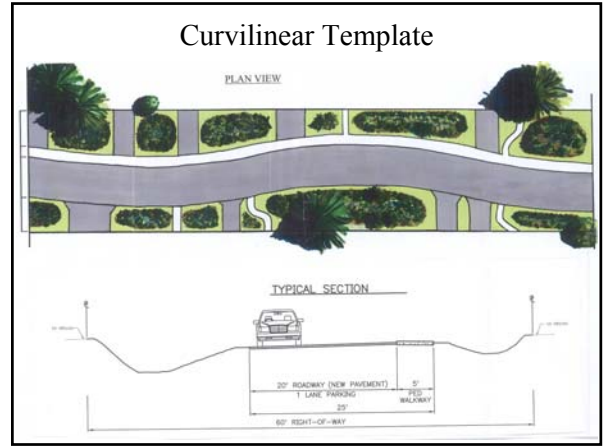 Curvilinear Template
PLAN VIEW
TYPICAL SECTION
20' ROADWAY (NEW PAVEMENT)
5'
1 LANE PARKING
PED
WALKWAY
25'
60' RIGHT-OF-WAY